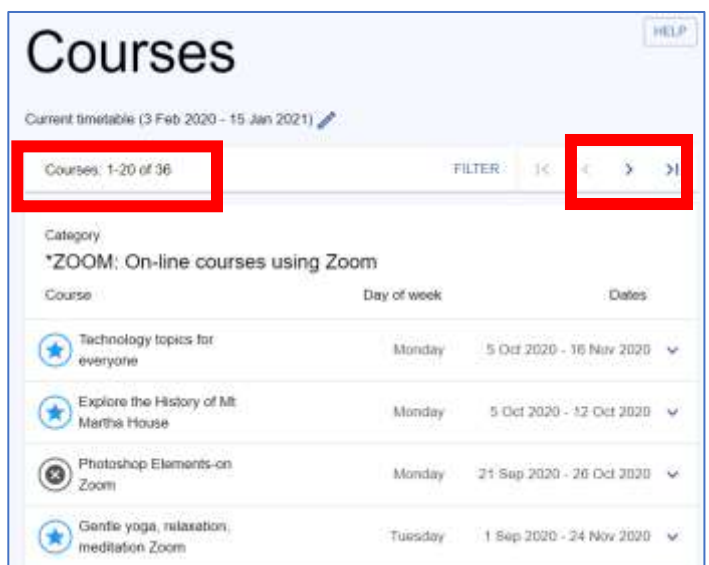 HELP
Courses
Current timetable (3 Feb 2020 - 15 Jan 2021)
Courses: 1-20 of 36 FILTER
Category
*ZOOM: On-line courses using Zoom
Course Day of week Dates
Technology topics for
everyone
Monday 5 Oct 2020 - 16 Nov 2020
Explore the History of Mt
Martha House
Monday 5 Oct 2020 - 12 Oct 2020
Photoshop Elements-on
Zoom
Monday 21 Sep 2020 - 26 Oct 2020
Gentle yoga, relaxation,
meditation Zoom
Tuesday 1 Sep 2020 - 24 Nov 2020